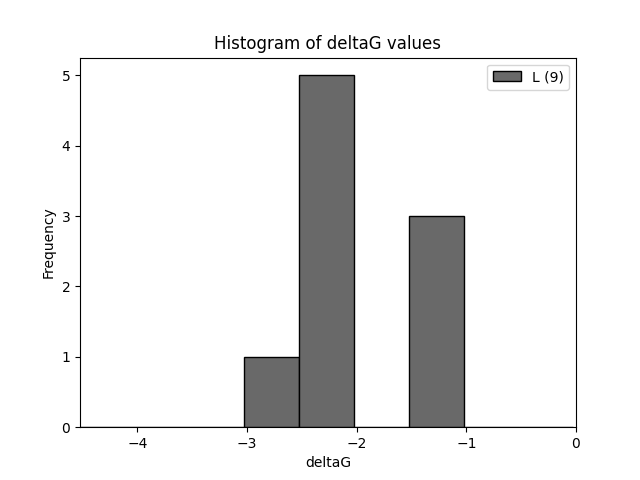 Histogram of deltaG values
L (9)
5
4
3
2
1
0
Frequency
−4
−3
−2
−1
0
deltaG